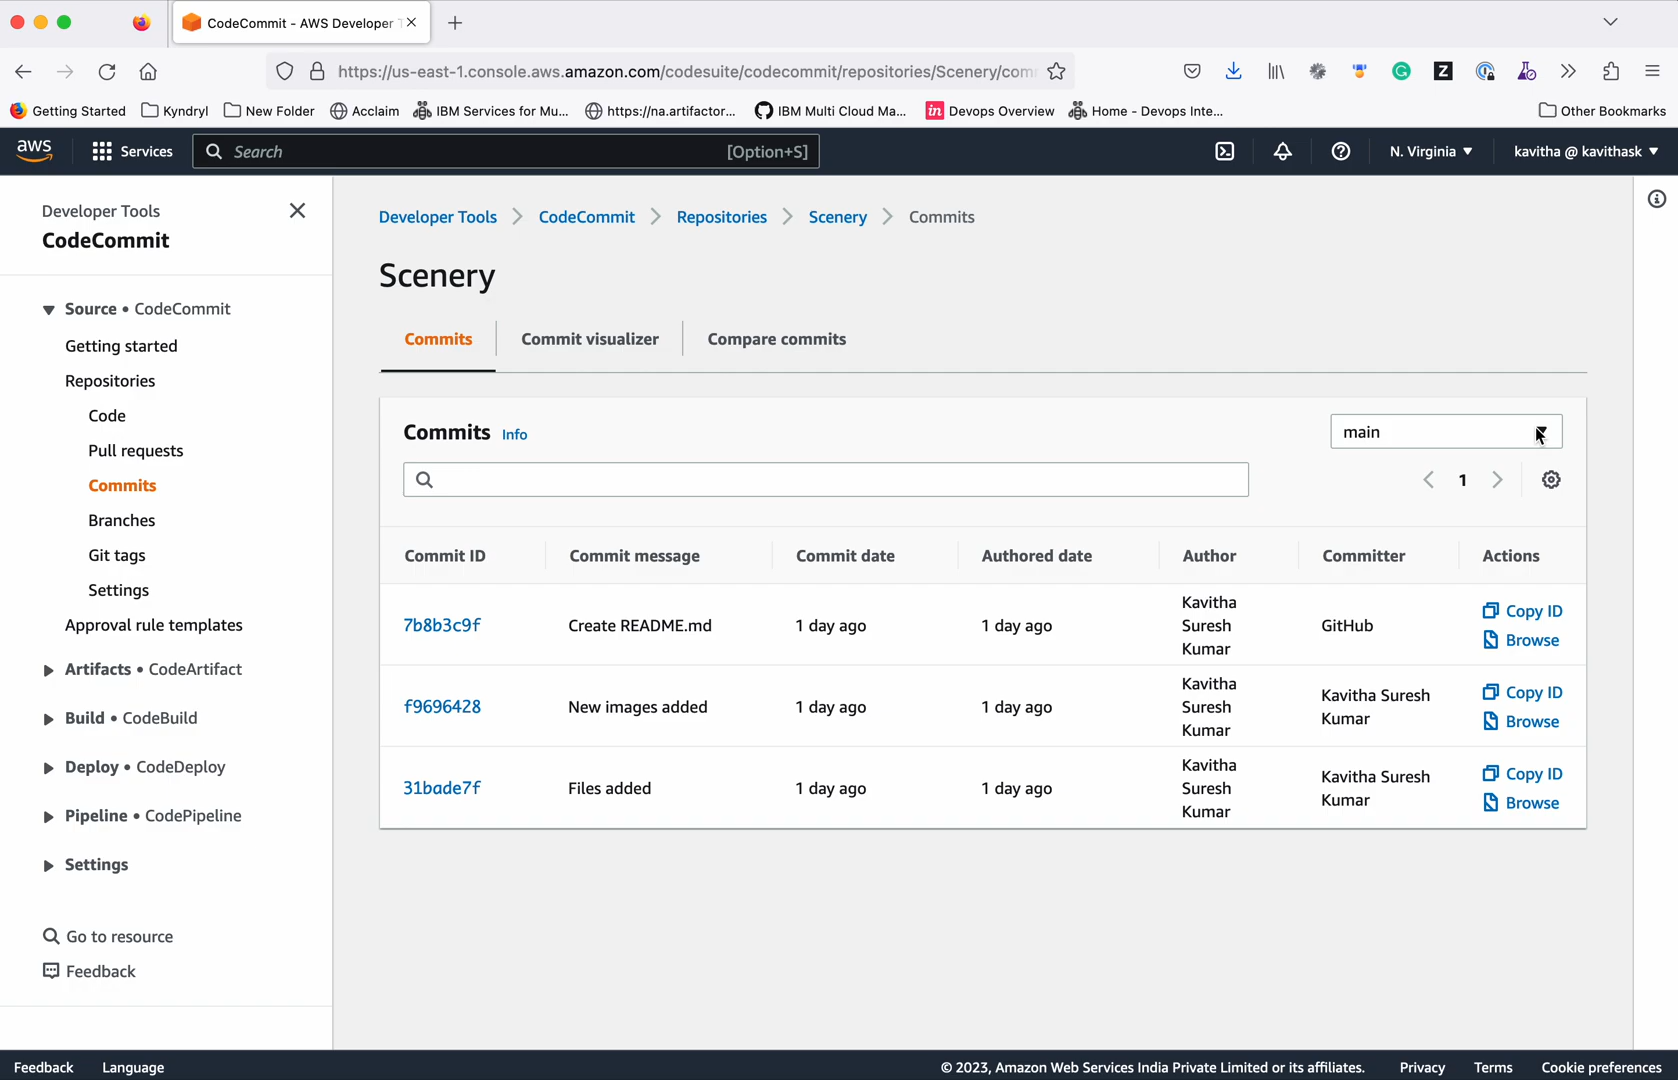 CodeCommit - AWS Developer T
https://us-east-1.console.aws.amazon.com/codesuite/codecommit/repositories/Scenery/com
Getting Started Kyndryl New Folder Acclaim IBM Services for Mu... https://na.artifactor... IBM Multi Cloud Ma... in Devops Overview Home - Devops Inte... Other Bookmarks
aws Services Search [Option+S] N. Virginia kavitha @ kavithask
Developer Tools
CodeCommit
Source • CodeCommit
Getting started
Repositories
Code
Pull requests
Commits
Branches
Git tags
Settings
Approval rule templates
Artifacts • CodeArtifact
Build • CodeBuild
Deploy • CodeDeploy
Pipeline • CodePipeline
Settings
Go to resource
Feedback
Developer Tools CodeCommit Repositories Scenery Commits
Scenery
Commits Commit visualizer Compare commits
Commits Info main
1
Commit ID Commit message Commit date Authored date Author Committer Actions
7b8b3c9f Create README.md 1 day ago 1 day ago Kavitha Suresh Kumar GitHub Copy ID Browse
f9696428 New images added 1 day ago 1 day ago Kavitha Suresh Kumar Kavitha Suresh Kumar Copy ID Browse
31bade7f Files added 1 day ago 1 day ago Kavitha Suresh Kumar Kavitha Suresh Kumar Copy ID Browse
Feedback Language © 2023, Amazon Web Services India Private Limited or its affiliates. Privacy Terms Cookie preferences